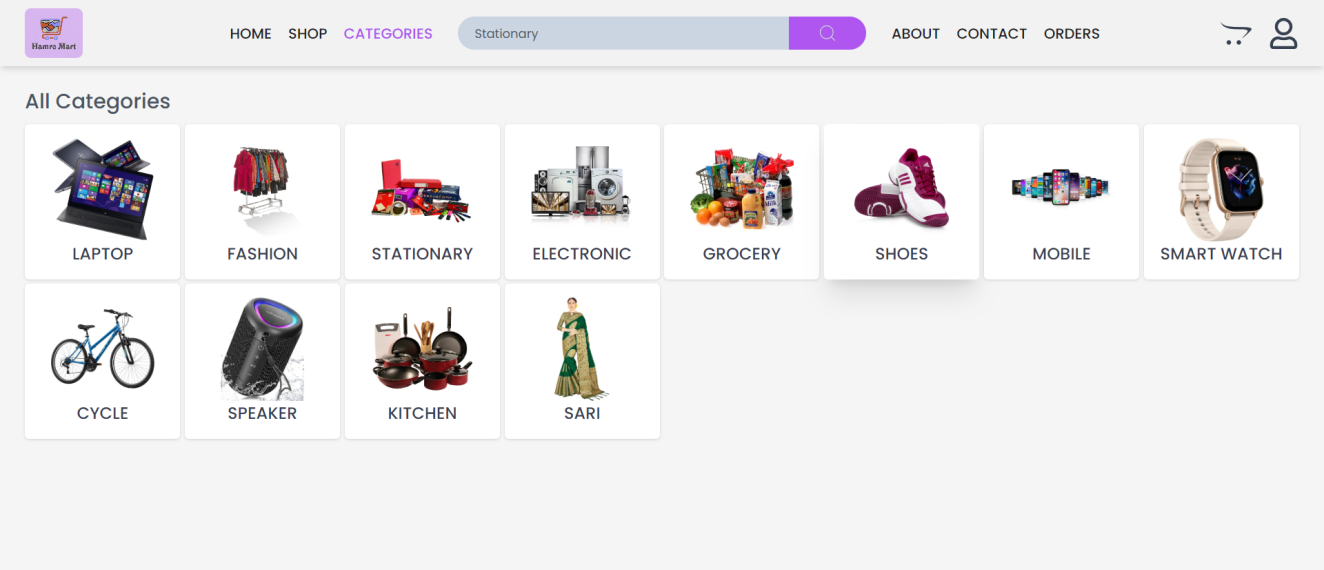 Hamro Mart
HOME SHOP CATEGORIES Stationary ABOUT CONTACT ORDERS
All Categories
LAPTOP FASHION STATIONARY ELECTRONIC GROCERY SHOES MOBILE SMART WATCH
CYCLE SPEAKER KITCHEN SARI